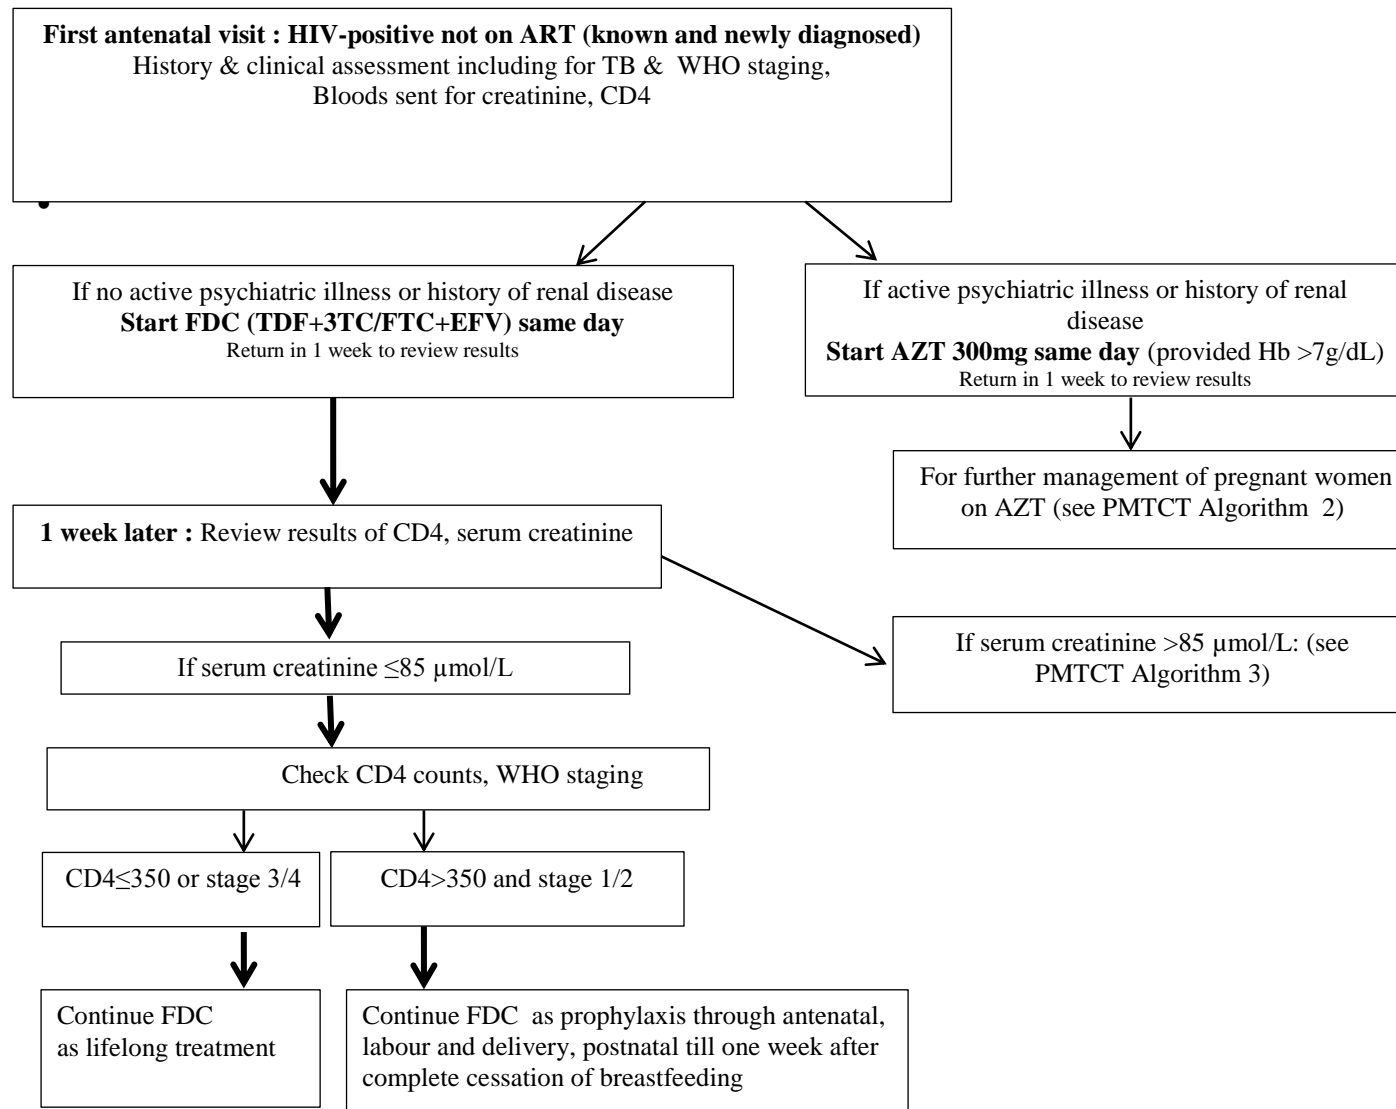 First antenatal visit : HIV-positive not on ART (known and newly diagnosed)
History & clinical assessment including for TB & WHO staging,
Bloods sent for creatinine, CD4
If no active psychiatric illness or history of renal disease
Start FDC (TDF+3TC/FTC+EFV) same day
Return in 1 week to review results
If active psychiatric illness or history of renal
disease
Start AZT 300mg same day (provided Hb >7g/dL)
Return in 1 week to review results
For further management of pregnant women
on AZT (see PMTCT Algorithm 2)
1 week later : Review results of CD4, serum creatinine
If serum creatinine >85 µmol/L: (see
PMTCT Algorithm 3)
If serum creatinine ≤85 µmol/L
Check CD4 counts, WHO staging
CD4≤350 or stage 3/4
CD4>350 and stage 1/2
Continue FDC
as lifelong treatment
Continue FDC as prophylaxis through antenatal,
labour and delivery, postnatal till one week after
complete cessation of breastfeeding